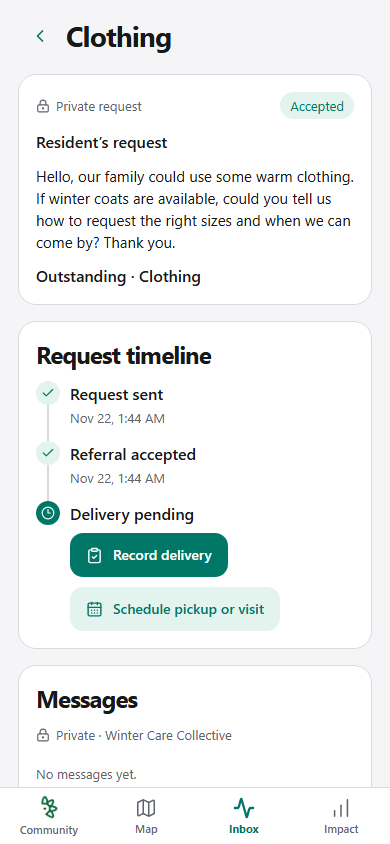 Clothing
Private request
Accepted
Resident's request
Hello, our family could use some warm clothing.
If winter coats are available, could you tell us
how to request the right sizes and when we can
come by? Thank you.
Outstanding · Clothing
Request timeline
Request sent
Nov 22, 1:44 AM
Referral accepted
Nov 22, 1:44 AM
Delivery pending
Record delivery
Schedule pickup or visit
Messages
Private · Winter Care Collective
No messages yet.
Community
Map
Inbox
Impact